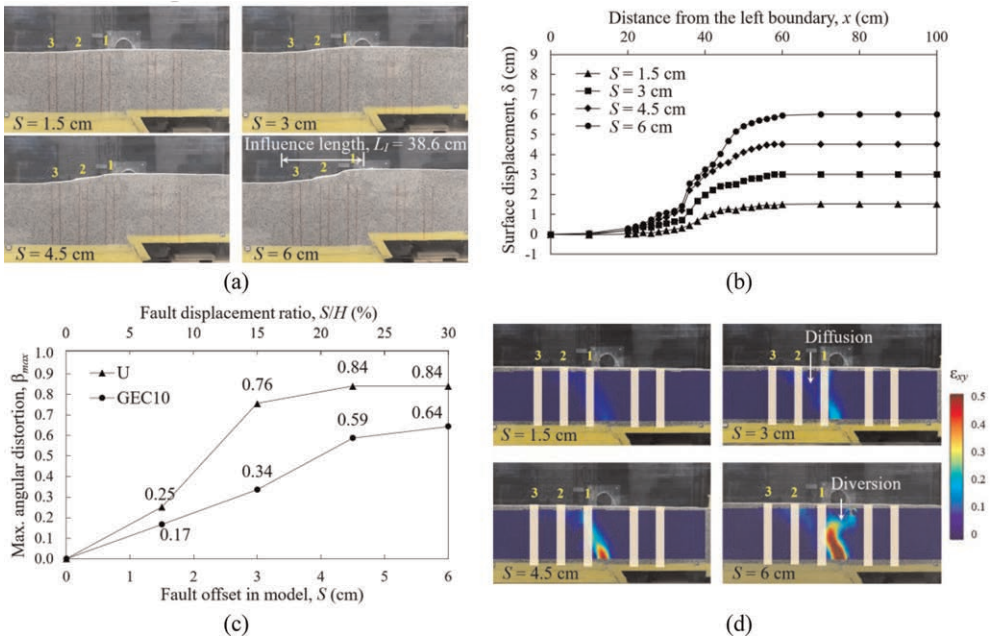 3 2 1
S = 1.5 cm
3 2 1
S = 3 cm
3 2 1
S = 4.5 cm
Influence length, L_I = 38.6 cm
3 2 1
S = 6 cm
(a)
Distance from the left boundary, x (cm)
0 20 40 60 80 100
Surface displacement, δ (cm)
9
8
7
6
5
4
3
2
1
0
-1
S = 1.5 cm
S = 3 cm
S = 4.5 cm
S = 6 cm
(b)
Fault displacement ratio, S/H (%)
0 5 10 15 20 25 30
Max. angular distortion, β_max
1.0
0.9
0.8
0.7
0.6
0.5
0.4
0.3
0.2
0.1
0.0
U
GEC10
0.25
0.76
0.84
0.84
0.17
0.34
0.59
0.64
0 1 2 3 4 5 6
Fault offset in model, S (cm)
(c)
3 2 1
S = 1.5 cm
Diffusion
3 2 1
S = 3 cm
3 2 1
S = 4.5 cm
Diversion
3 2 1
S = 6 cm
ε_xy
0.5
0.4
0.3
0.2
0.1
0
(d)